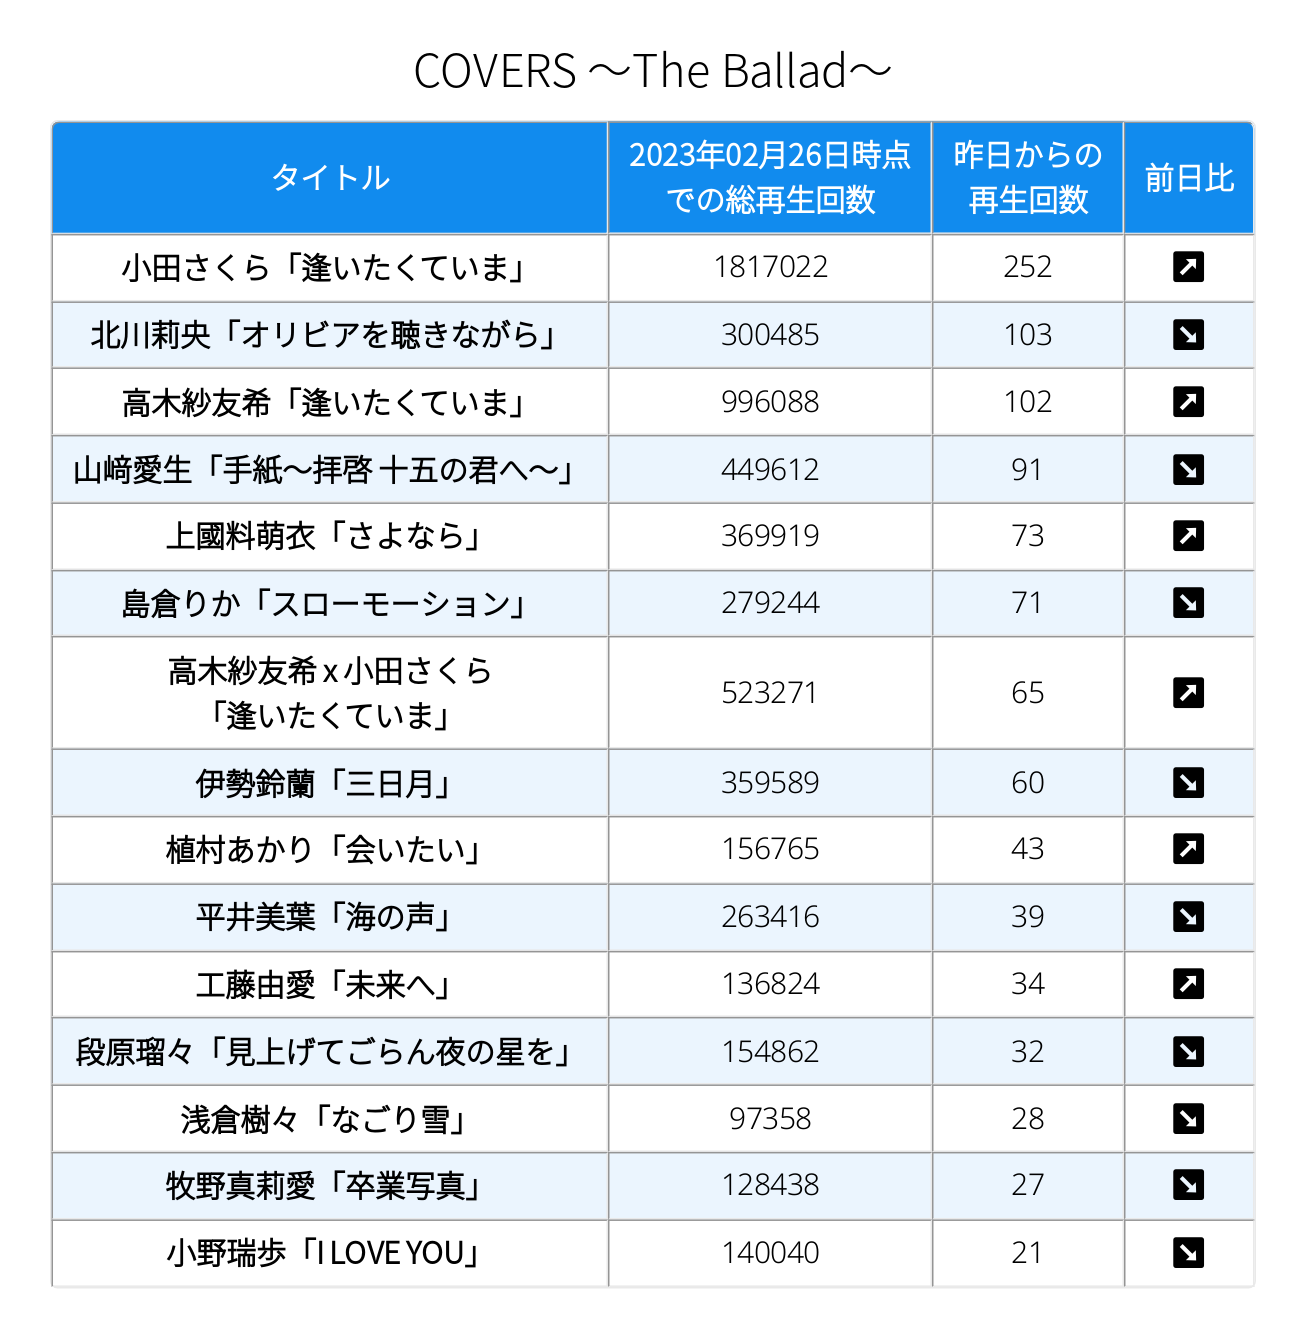 COVERS ～The Ballad～
タイトル
2023年02月26日時点
での総再生回数
昨日からの
再生回数
前日比
小田さくら「逢いたくていま」 1817022 252 ↗
北川莉央「オリビアを聴きながら」 300485 103 ↘
高木紗友希「逢いたくていま」 996088 102 ↗
山﨑愛生「手紙～拝啓 十五の君へ～」 449612 91 ↘
上國料萌衣「さよなら」 369919 73 ↗
島倉りか「スローモーション」 279244 71 ↘
高木紗友希 x 小田さくら
「逢いたくていま」 523271 65 ↗
伊勢鈴蘭「三日月」 359589 60 ↘
植村あかり「会いたい」 156765 43 ↗
平井美葉「海の声」 263416 39 ↘
工藤由愛「未来へ」 136824 34 ↗
段原瑠々「見上げてごらん夜の星を」 154862 32 ↘
浅倉樹々「なごり雪」 97358 28 ↘
牧野真莉愛「卒業写真」 128438 27 ↘
小野瑞歩「I LOVE YOU」 140040 21 ↘